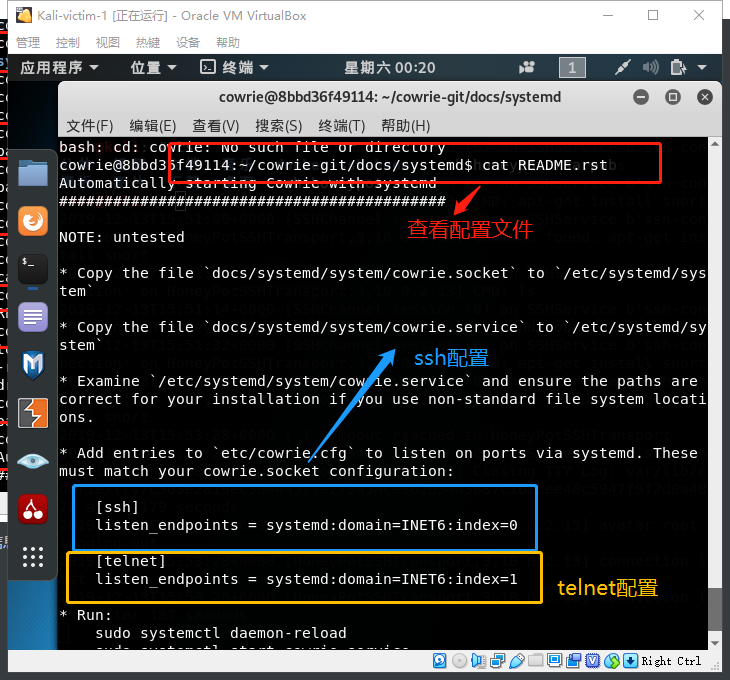 Kali-victim-1 [正在运行] - Oracle VM VirtualBox
管理 控制 视图 热键 设备 帮助
应用程序 位置 终端 星期六 00:20 1
cowrie@8bbd36f49114: ~/cowrie-git/docs/systemd
文件(F) 编辑(E) 查看(V) 搜索(S) 终端(T) 帮助(H)
bash: cd: cowrie: No such file or directory
cowrie@8bbd36f49114:~/cowrie-git/docs/systemd$ cat README.rst
Automatically starting Cowrie with systemd
###########################################
查看配置文件
NOTE: untested
* Copy the file `docs/systemd/system/cowrie.socket` to `/etc/systemd/sys
tem`
* Copy the file `docs/systemd/system/cowrie.service` to `/etc/systemd/sy
stem`
ssh配置
* Examine `/etc/systemd/system/cowrie.service` and ensure the paths are
correct for your installation if you use non-standard file system locati
ons.
* Add entries to `etc/cowrie.cfg` to listen on ports via systemd. These
must match your cowrie.socket configuration:
[ssh]
listen_endpoints = systemd:domain=INET6:index=0
[telnet]
listen_endpoints = systemd:domain=INET6:index=1
telnet配置
* Run:
sudo systemctl daemon-reload
sudo systemctl start cowrie.service
Right Ctrl